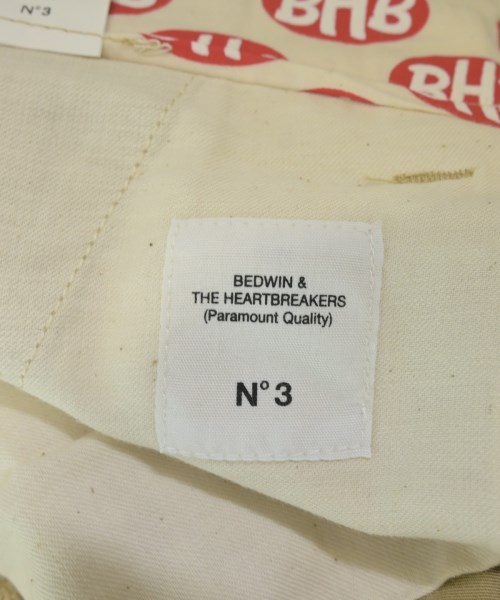 N°3
BHB
BHB
BEDWIN &
THE HEARTBREAKERS
(Paramount Quality)
N°3